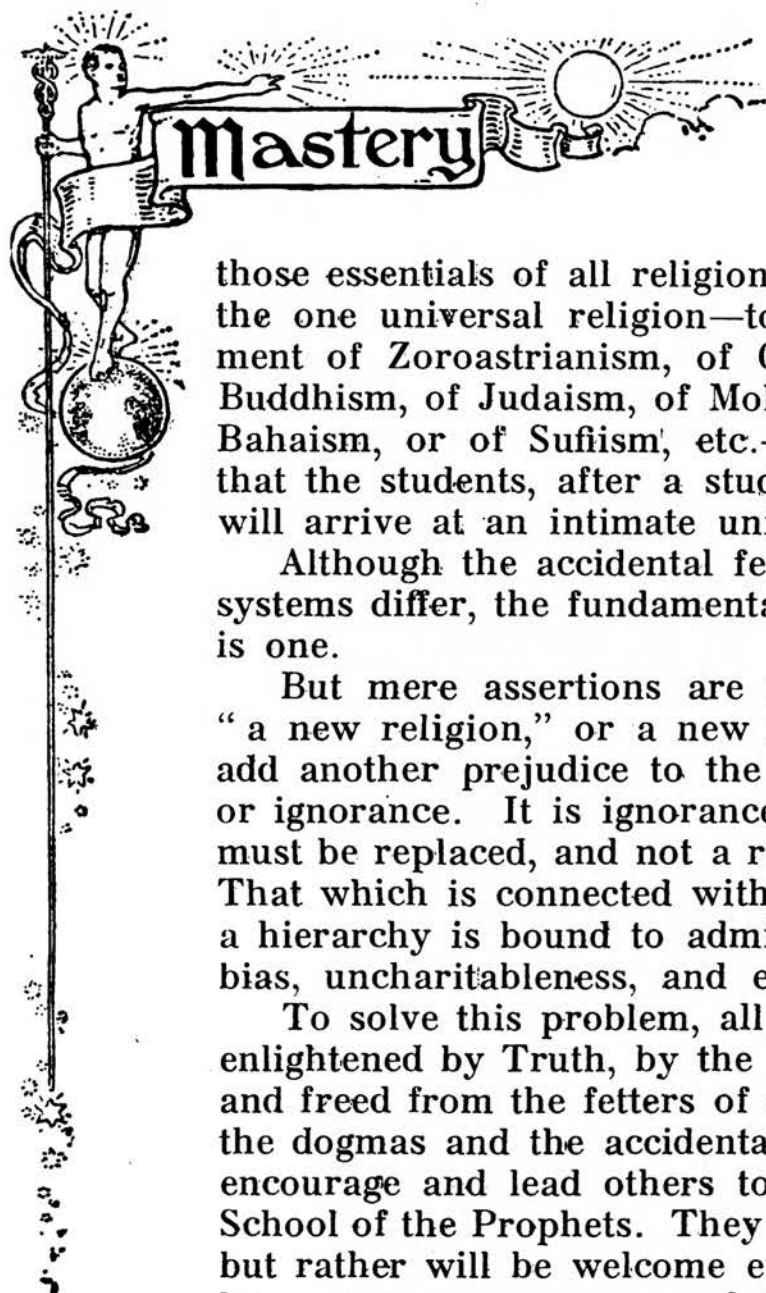 Mastery
those essentials of all religion
the one universal religion—to
ment of Zoroastrianism, of
Buddhism, of Judaism, of Mo
Bahaism, or of Sufiism, etc.
that the students, after a stu
will arrive at an intimate un
Although the accidental fe
systems differ, the fundamenta
is one.
But mere assertions are
“ a new religion,” or a new
add another prejudice to the
or ignorance. It is ignorance
must be replaced, and not a r
That which is connected with
a hierarchy is bound to admi
bias, uncharitableness, and e
To solve this problem, all
enlightened by Truth, by the
and freed from the fetters of
the dogmas and the accidenta
encourage and lead others to
School of the Prophets. They
but rather will be welcome e